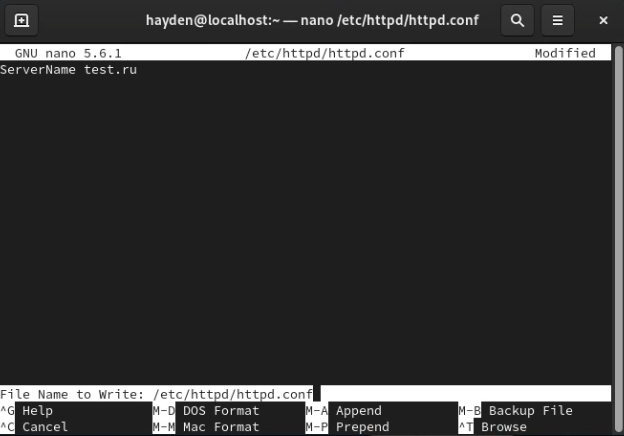 hayden@localhost:~ — nano /etc/httpd/httpd.conf
GNU nano 5.6.1 /etc/httpd/httpd.conf Modified
ServerName test.ru
File Name to Write: /etc/httpd/httpd.conf
^G Help M-D DOS Format M-A Append M-B Backup File
^C Cancel M-M Mac Format M-P Prepend ^T Browse